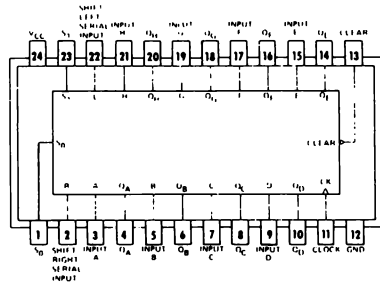 SHIFT
LEFT
SERIAL
INPUT
VCC S1 INPUT H QH INPUT G QG INPUT F QF INPUT E QE CLEAR
24 23 22 21 20 19 18 17 16 15 14 13
S1 L H QH G QG F QF E QE
S0 CLEAR
R A QA B QB C QC D QD CK
1 2 3 4 5 6 7 8 9 10 11 12
S0 SHIFT INPUT QA INPUT QB INPUT QC INPUT QD CLOCK GND
RIGHT A B C D
SERIAL
INPUT